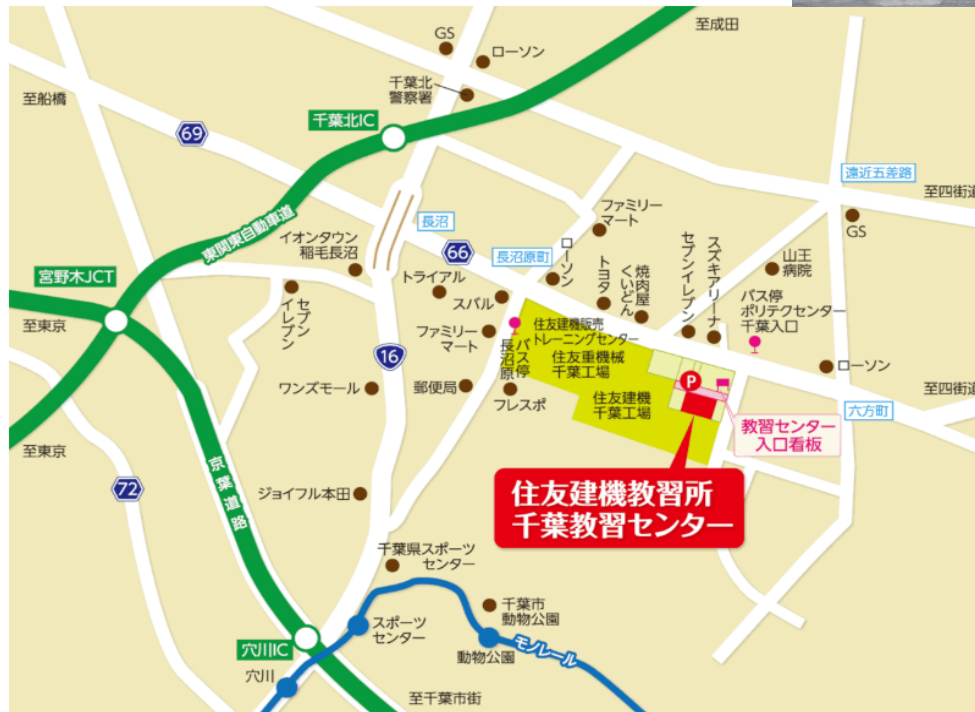 至成田
GS
ローソン
千葉北
警察署
至船橋
69
千葉北IC
東関東自動車道
宮野木JCT
至東京
イオンタウン
稲毛長沼
セブン
イレブン
長沼
66
長沼原町
ローソン
ファミリー
マート
トヨタ
焼肉屋
くいどん
セブンイレブン
スズキアリーナ
遠近五差路
至四街道
GS
山王
病院
バス停
ポリテクセンター
千葉入口
トライアル
スバル
ファミリー
マート
バス停
長沼原
住友建機販売
トレーニングセンター
住友重機械
千葉工場
住友建機
千葉工場
P
ローソン
至四街道
六方町
教習センター
入口看板
16
ワンズモール
郵便局
フレスポ
至東京
72
京葉道路
ジョイフル本田
住友建機教習所
千葉教習センター
千葉県スポーツ
センター
スポーツ
センター
千葉市
動物公園
動物公園
モノレール
穴川IC
穴川
至千葉市街